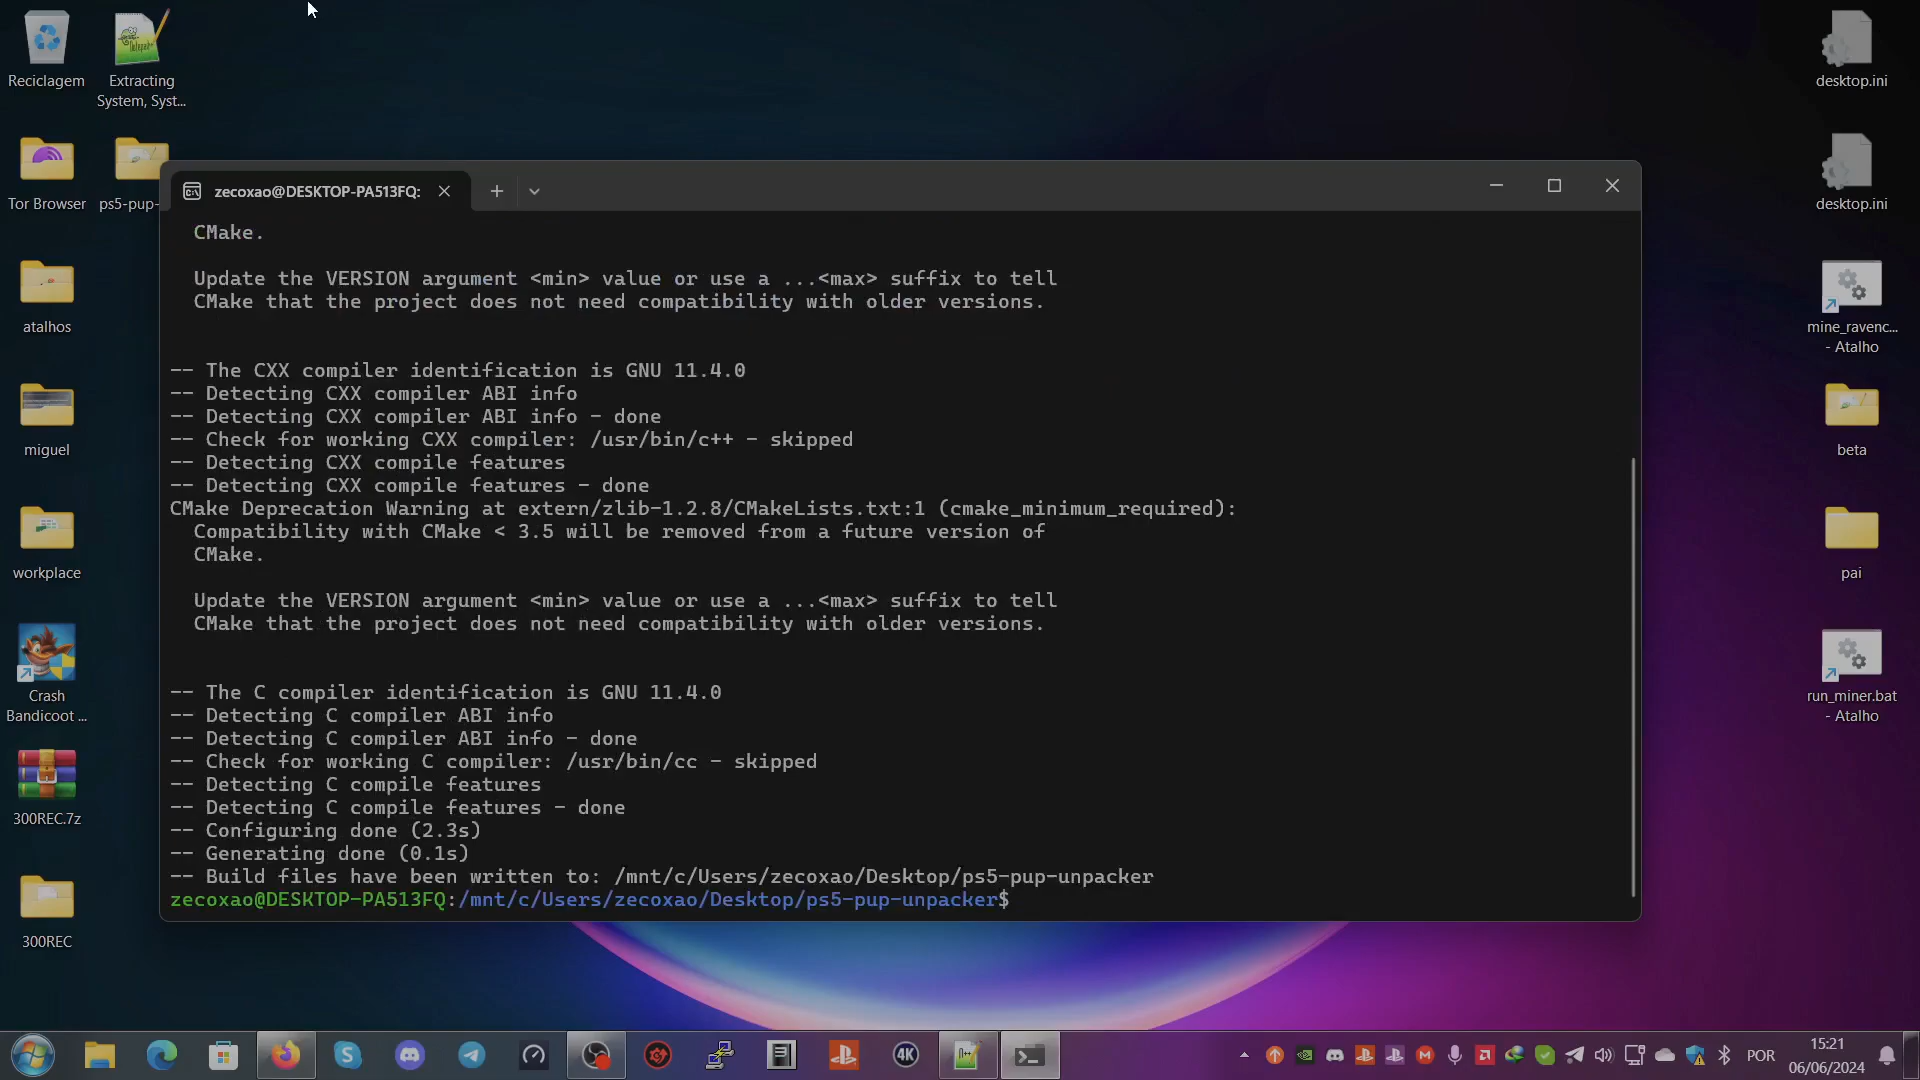 Reciclagem
Extracting
System, Syst...
Tor Browser
ps5-pup-
atalhos
miguel
workplace
Crash
Bandicoot ...
300REC.7z
300REC
desktop.ini
desktop.ini
mine_ravenc...
- Atalho
beta
pai
run_miner.bat
- Atalho
zecoxao@DESKTOP-PA513FQ:
CMake.
Update the VERSION argument <min> value or use a ...<max> suffix to tell
CMake that the project does not need compatibility with older versions.
-- The CXX compiler identification is GNU 11.4.0
-- Detecting CXX compiler ABI info
-- Detecting CXX compiler ABI info - done
-- Check for working CXX compiler: /usr/bin/c++ - skipped
-- Detecting CXX compile features
-- Detecting CXX compile features - done
CMake Deprecation Warning at extern/zlib-1.2.8/CMakeLists.txt:1 (cmake_minimum_required):
Compatibility with CMake < 3.5 will be removed from a future version of
CMake.
Update the VERSION argument <min> value or use a ...<max> suffix to tell
CMake that the project does not need compatibility with older versions.
-- The C compiler identification is GNU 11.4.0
-- Detecting C compiler ABI info
-- Detecting C compiler ABI info - done
-- Check for working C compiler: /usr/bin/cc - skipped
-- Detecting C compile features
-- Detecting C compile features - done
-- Configuring done (2.3s)
-- Generating done (0.1s)
-- Build files have been written to: /mnt/c/Users/zecoxao/Desktop/ps5-pup-unpacker
zecoxao@DESKTOP-PA513FQ:/mnt/c/Users/zecoxao/Desktop/ps5-pup-unpacker$
4K
POR
15:21
06/06/2024